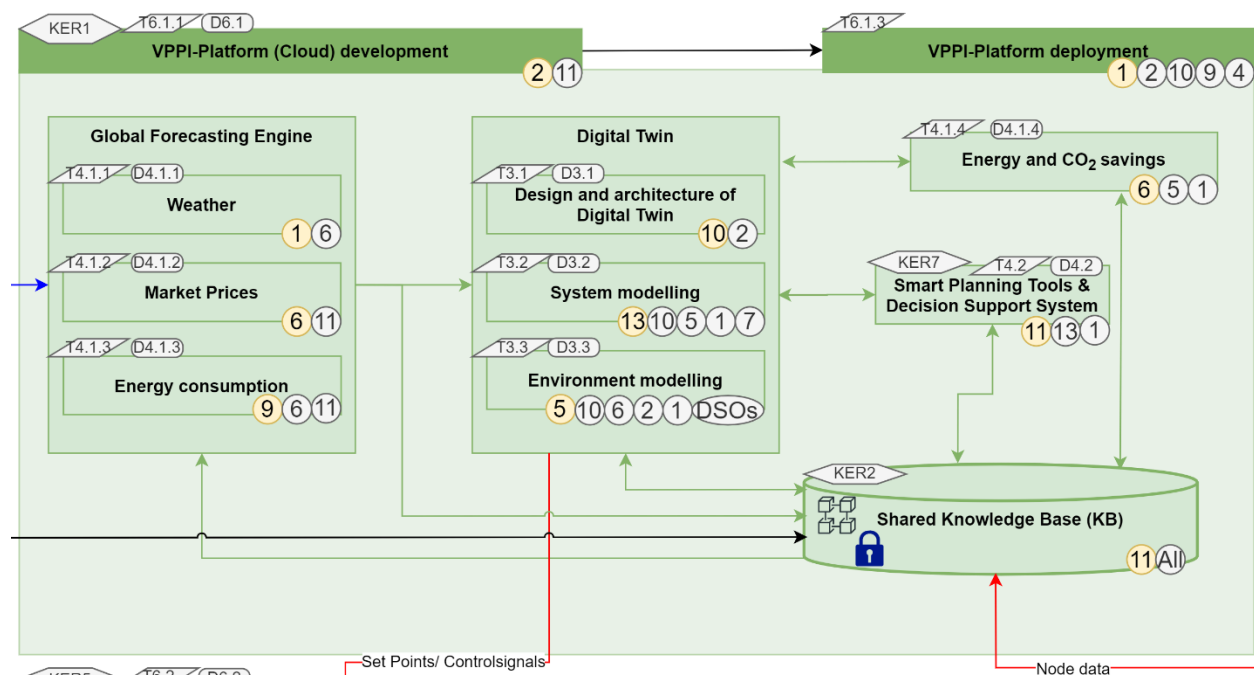 KER1
T6.1.1
D6.1
VPPI-Platform (Cloud) development
2 11
T6.1.3
VPPI-Platform deployment
1 2 10 9 4
Global Forecasting Engine
T4.1.1
D4.1.1
Weather
1 6
T4.1.2
D4.1.2
Market Prices
6 11
T4.1.3
D4.1.3
Energy consumption
9 6 11
Digital Twin
T3.1
D3.1
Design and architecture of
Digital Twin
10 2
T3.2
D3.2
System modelling
13 10 5 1 7
T3.3
D3.3
Environment modelling
5 10 6 2 1 DSOs
T4.1.4
D4.1.4
Energy and CO₂ savings
6 5 1
KER7
T4.2
D4.2
Smart Planning Tools &
Decision Support System
11 13 1
KER2
Shared Knowledge Base (KB)
11 All
Set Points/ Controlsignals
Node data
KER5
T6.2
D6.2